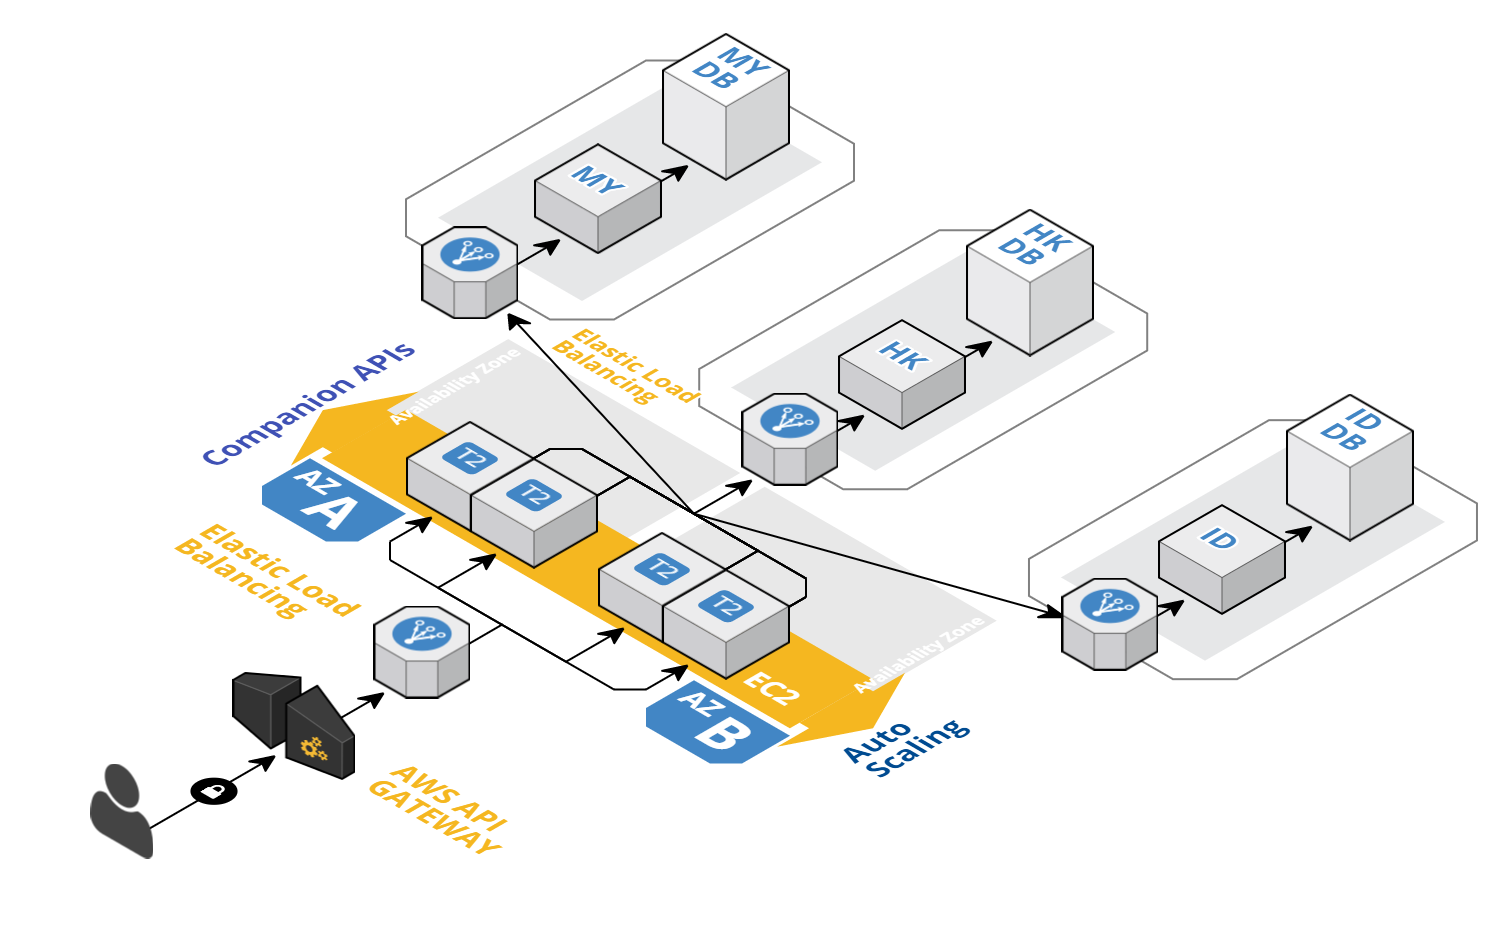 MY
DB
MY
HK
DB
HK
ID
DB
ID
Elastic Load
Balancing
Companion APIs
Availability Zone
T2
T2
AZ
A
T2
T2
Elastic Load
Balancing
Availability Zone
EC2
AZ
B
Auto
Scaling
AWS API
GATEWAY